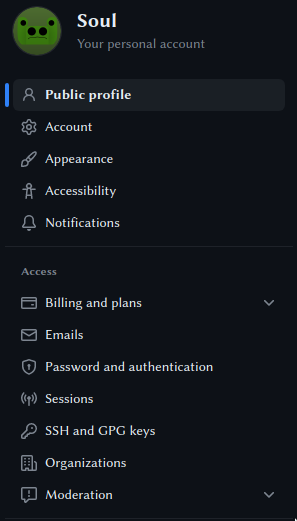 Soul
Your personal account
Public profile
Account
Appearance
Accessibility
Notifications
Access
Billing and plans
Emails
Password and authentication
Sessions
SSH and GPG keys
Organizations
Moderation